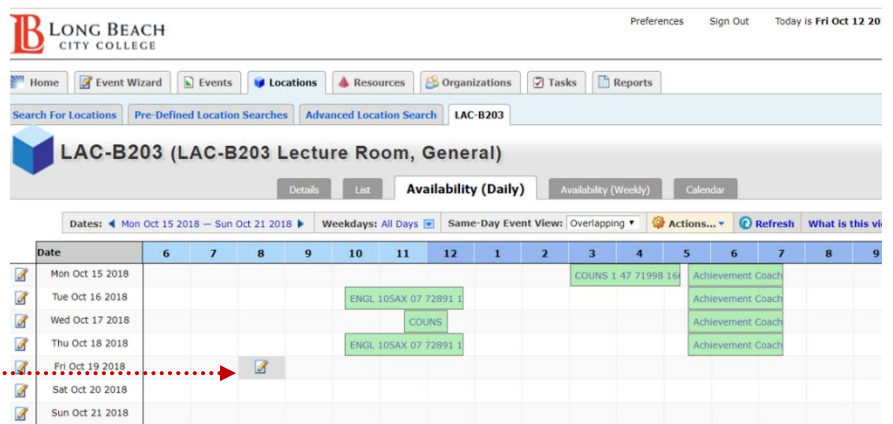 LONG BEACH
CITY COLLEGE
Preferences Sign Out Today is Fri Oct 12 20
Home Event Wizard Events Locations Resources Organizations Tasks Reports
Search For Locations Pre-Defined Location Searches Advanced Location Search LAC-B203
LAC-B203 (LAC-B203 Lecture Room, General)
Details List Availability (Daily) Availability (Weekly) Calendar
Dates: Mon Oct 15 2018 — Sun Oct 21 2018 Weekdays: All Days Same-Day Event View: Overlapping Actions... Refresh What is this vie
Date 6 7 8 9 10 11 12 1 2 3 4 5 6 7 8 9
Mon Oct 15 2018 COUNS 1 47 71998 16 Achievement Coach
Tue Oct 16 2018 ENGL 105AX 07 72891 1 Achievement Coach
Wed Oct 17 2018 COUNS Achievement Coach
Thu Oct 18 2018 ENGL 105AX 07 72891 1 Achievement Coach
Fri Oct 19 2018
Sat Oct 20 2018
Sun Oct 21 2018